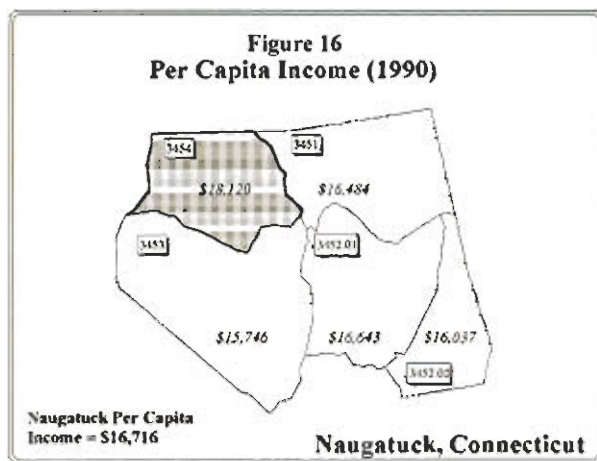 Figure 16
Per Capita Income (1990)
3454
3451
$18,120
$16,484
3453
3452.01
$15,746
$16,643
$16,037
3452.02
Naugatuck Per Capita
Income = $16,716
Naugatuck, Connecticut